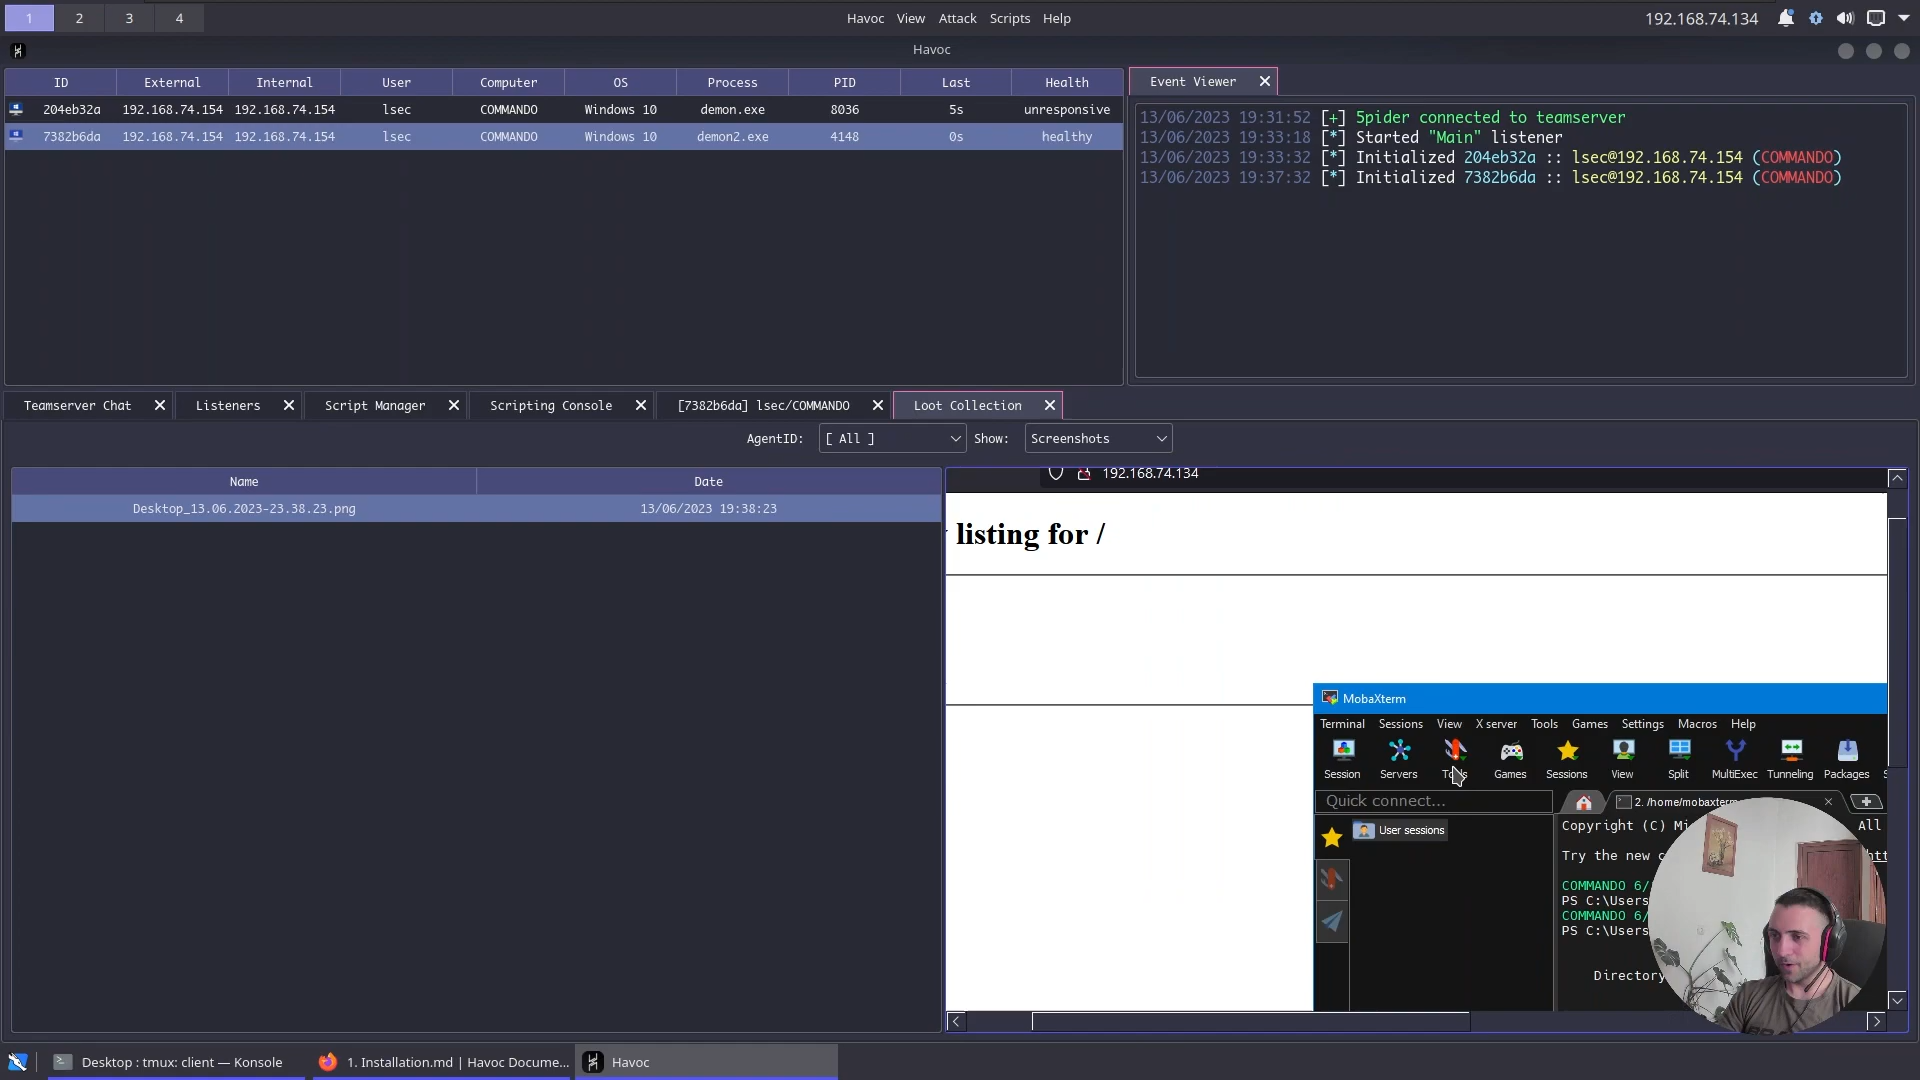 1 2 3 4 Havoc View Attack Scripts Help 192.168.74.134
Havoc
ID External Internal User Computer OS Process PID Last Health
204eb32a 192.168.74.154 192.168.74.154 lsec COMMANDO Windows 10 demon.exe 8036 5s unresponsive
7382b6da 192.168.74.154 192.168.74.154 lsec COMMANDO Windows 10 demon2.exe 4148 0s healthy
Event Viewer
13/06/2023 19:31:52 [+] 5pider connected to teamserver
13/06/2023 19:33:18 [*] Started "Main" listener
13/06/2023 19:33:32 [*] Initialized 204eb32a :: lsec@192.168.74.154 (COMMANDO)
13/06/2023 19:37:32 [*] Initialized 7382b6da :: lsec@192.168.74.154 (COMMANDO)
Teamserver Chat Listeners Script Manager Scripting Console [7382b6da] lsec/COMMANDO Loot Collection
AgentID: [ All ] Show: Screenshots
Name Date
Desktop_13.06.2023-23.38.23.png 13/06/2023 19:38:23
192.168.74.134
listing for /
MobaXterm
Terminal Sessions View X server Tools Games Settings Macros Help
Session Servers Tools Games Sessions View Split MultiExec Tunneling Packages
Quick connect...
2. /home/mobaxterm
User sessions
Copyright (C) Mi
All
Try the new
COMMANDO 6/
PS C:\Users
COMMANDO 6/
PS C:\Users
Directory
Desktop : tmux: client — Konsole 1. Installation.md | Havoc Docume... Havoc